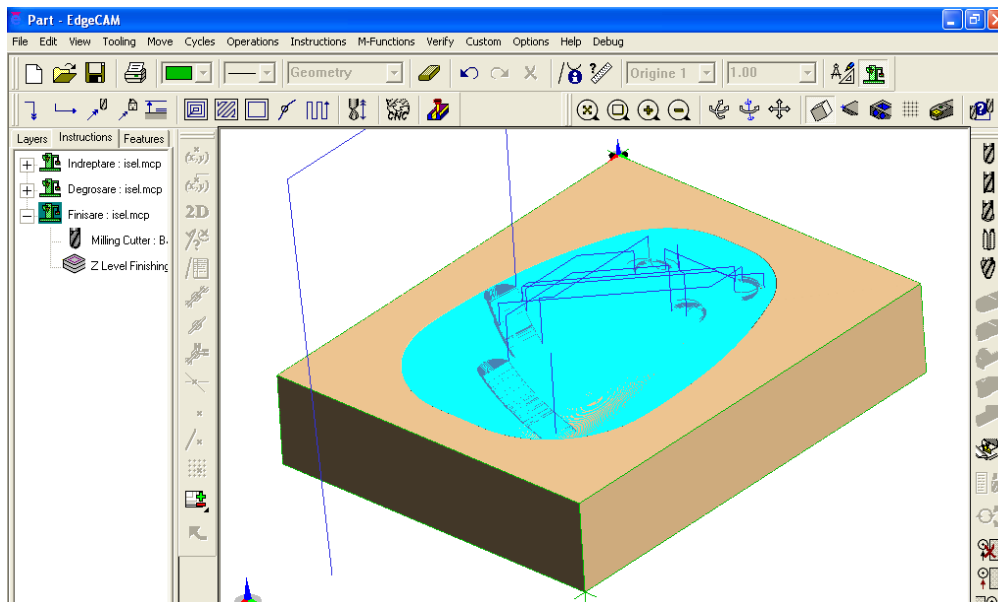 Part - EdgeCAM
File Edit View Tooling Move Cycles Operations Instructions M-Functions Verify Custom Options Help Debug
Geometry Origine 1 1.00
CNC
Layers Instructions Features
(x,y)
Indreptare : isel.mcp
(x,y)
Degrosare : isel.mcp
2D
Finisare : isel.mcp
Milling Cutter : B
Z Level Finishing